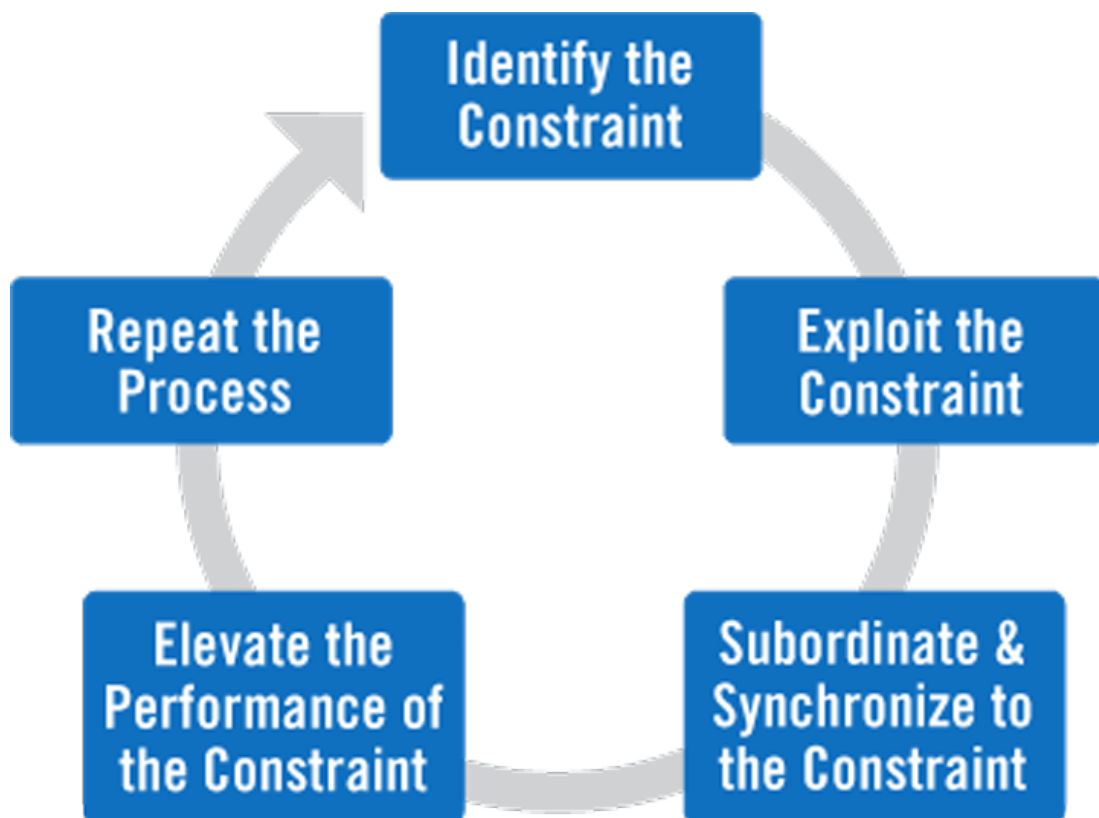 Identify the
Constraint
Exploit the
Constraint
Subordinate &
Synchronize to
the Constraint
Elevate the
Performance of
the Constraint
Repeat the
Process